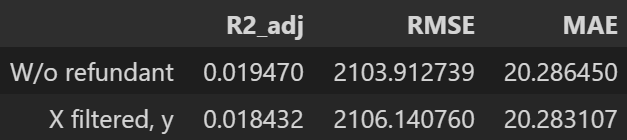 R2_adj RMSE MAE
W/o refundant 0.019470 2103.912739 20.286450
X filtered, y 0.018432 2106.140760 20.283107